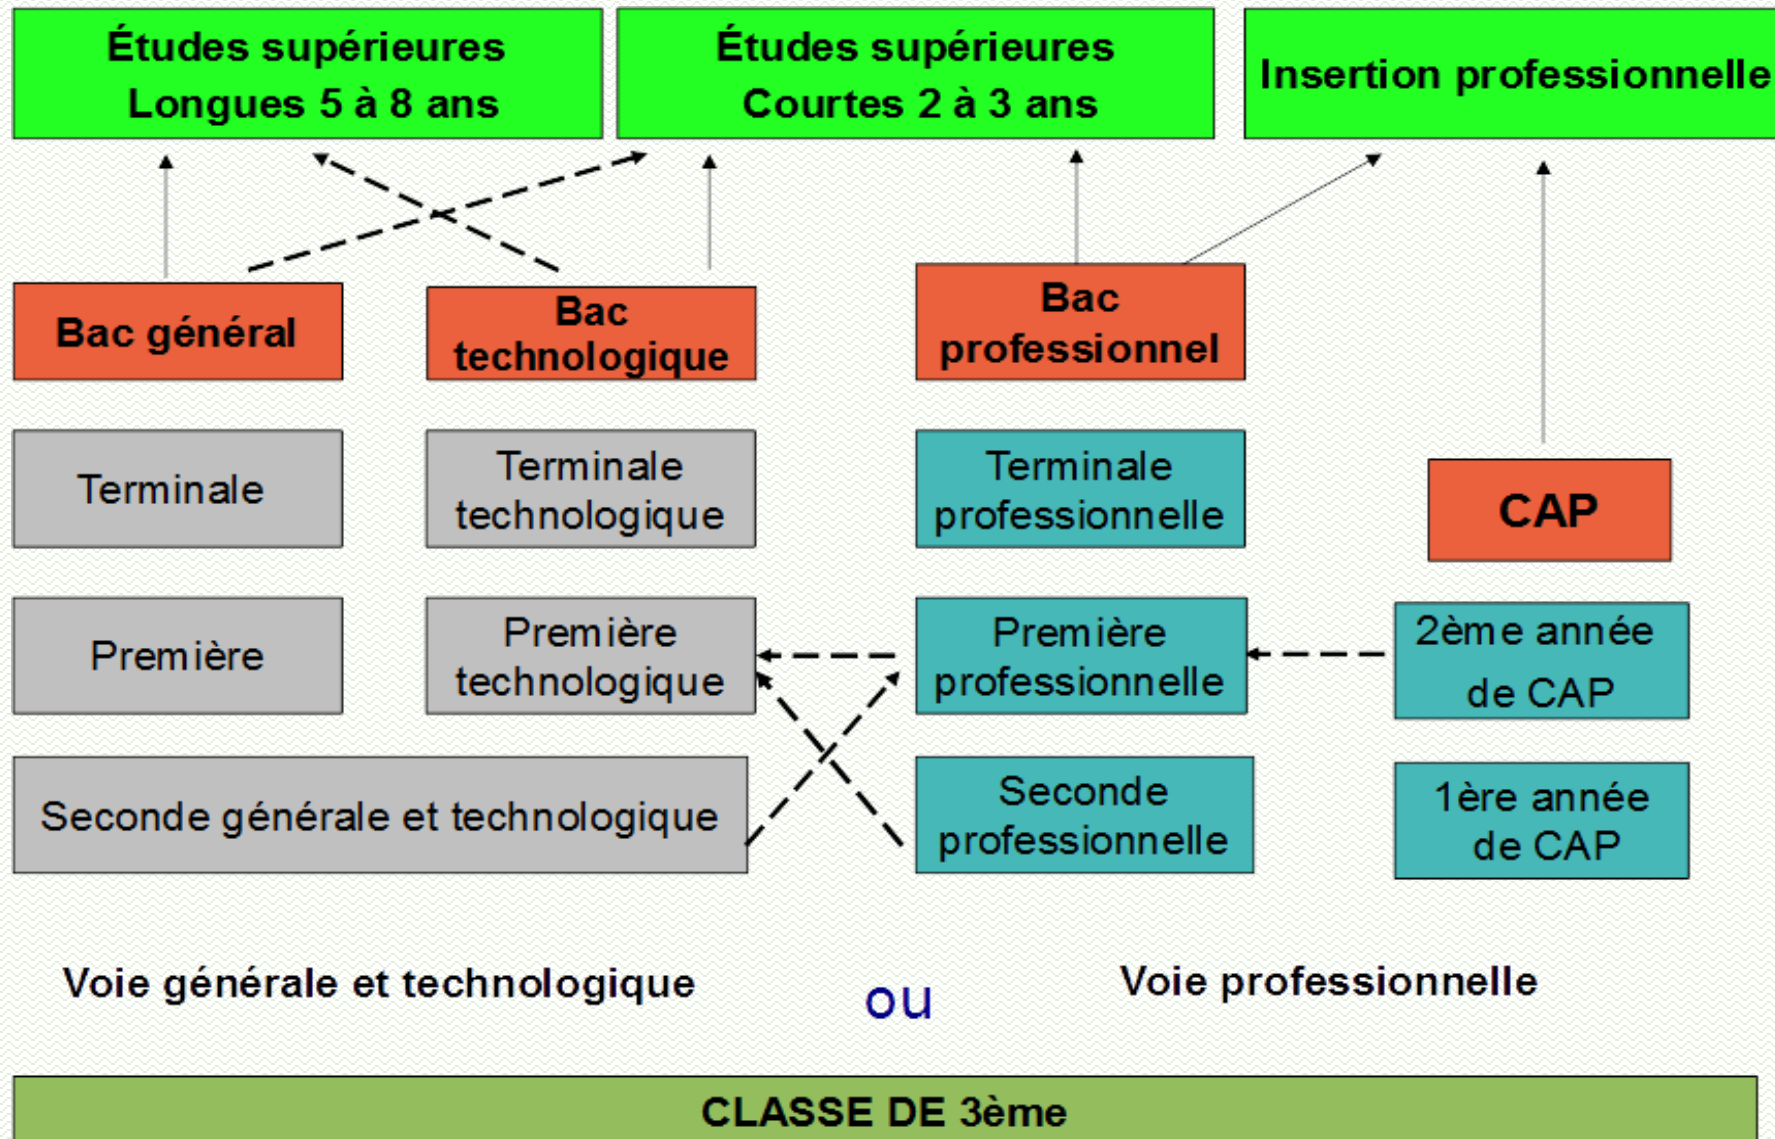 Études supérieures
Longues 5 à 8 ans
Études supérieures
Courtes 2 à 3 ans
Insertion professionnelle
Bac général
Bac
technologique
Bac
professionnel
Terminale
Terminale
technologique
Terminale
professionnelle
CAP
Première
Première
technologique
Première
professionnelle
2ème année
de CAP
Seconde générale et technologique
Seconde
professionnelle
1ère année
de CAP
Voie générale et technologique
ou
Voie professionnelle
CLASSE DE 3ème